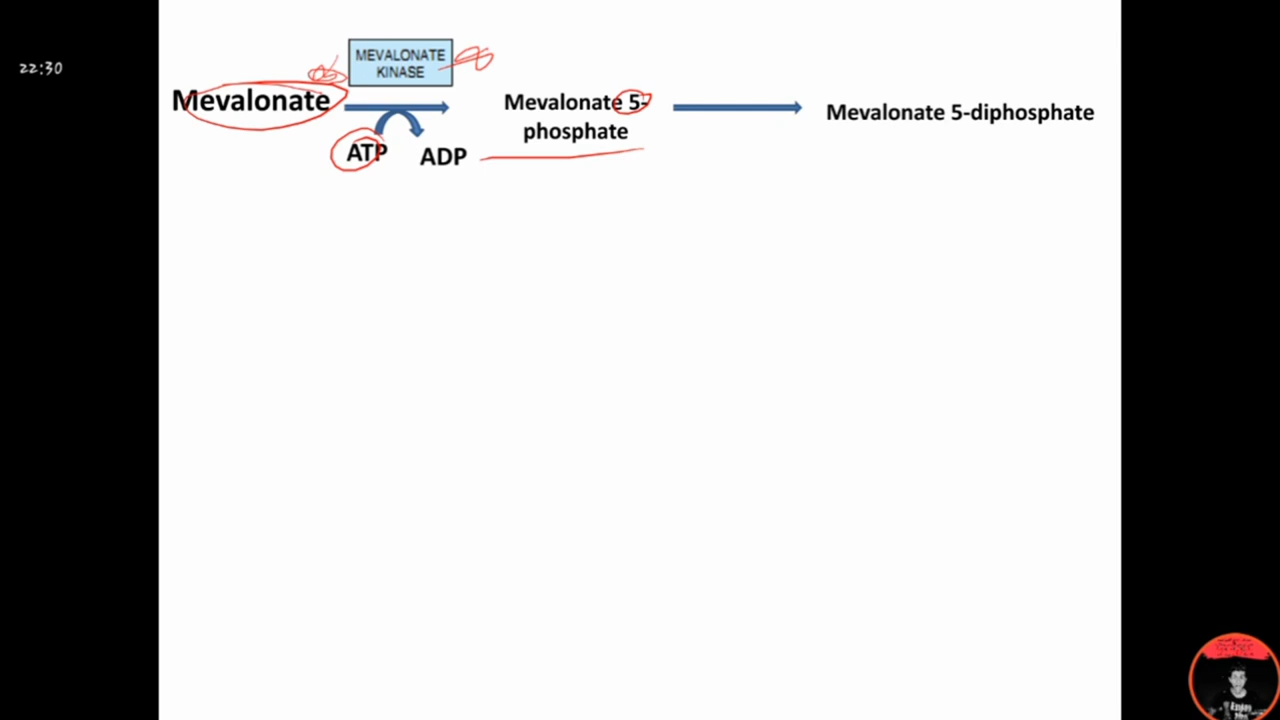 22:30
MEVALONATE
KINASE
Mevalonate
Mevalonate 5-
phosphate
Mevalonate 5-diphosphate
ATP
ADP